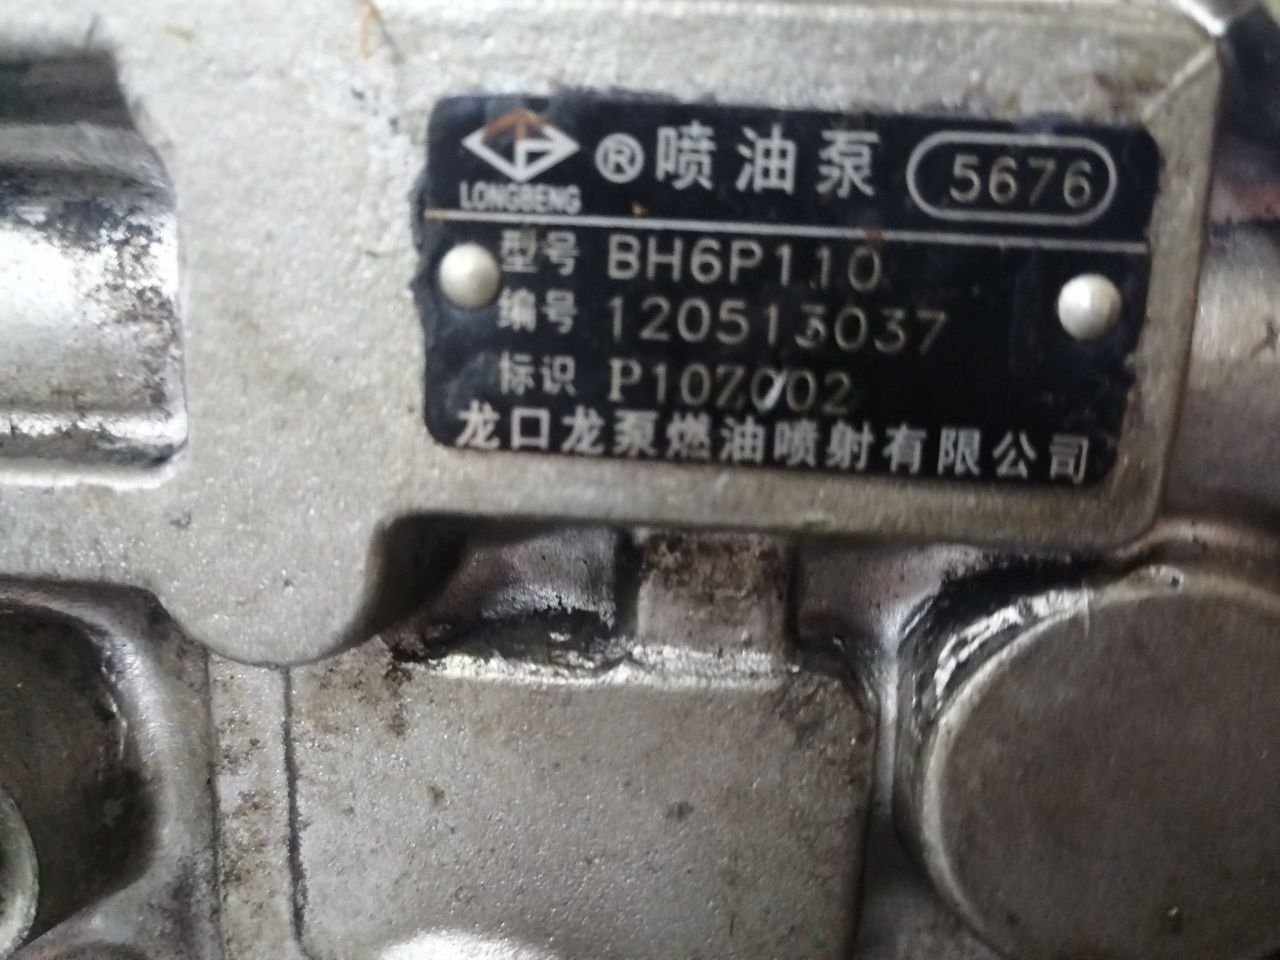 LONGBENG ® 喷油泵 5676
型号 BH6P110
编号 120513037
标识 P10Z002
龙口龙泵燃油喷射有限公司